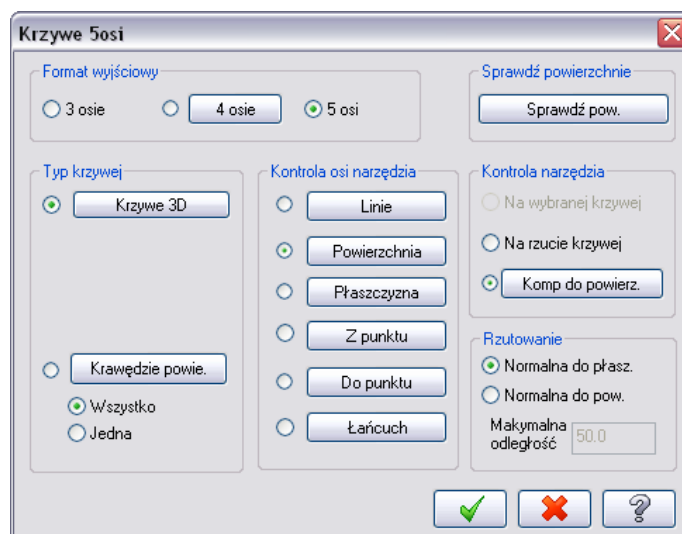 Krzywe 5osi
Format wyjściowy
3 osie
4 osie
5 osi
Sprawdź powierzchnie
Sprawdź pow.
Typ krzywej
Krzywe 3D
Krawędzie powie.
Wszystko
Jedna
Kontrola osi narzędzia
Linie
Powierzchnia
Płaszczyzna
Z punktu
Do punktu
Łańcuch
Kontrola narzędzia
Na wybranej krzywej
Na rzucie krzywej
Komp do powierz.
Rzutowanie
Normalna do płasz.
Normalna do pow.
Makymalna
odległość
50.0